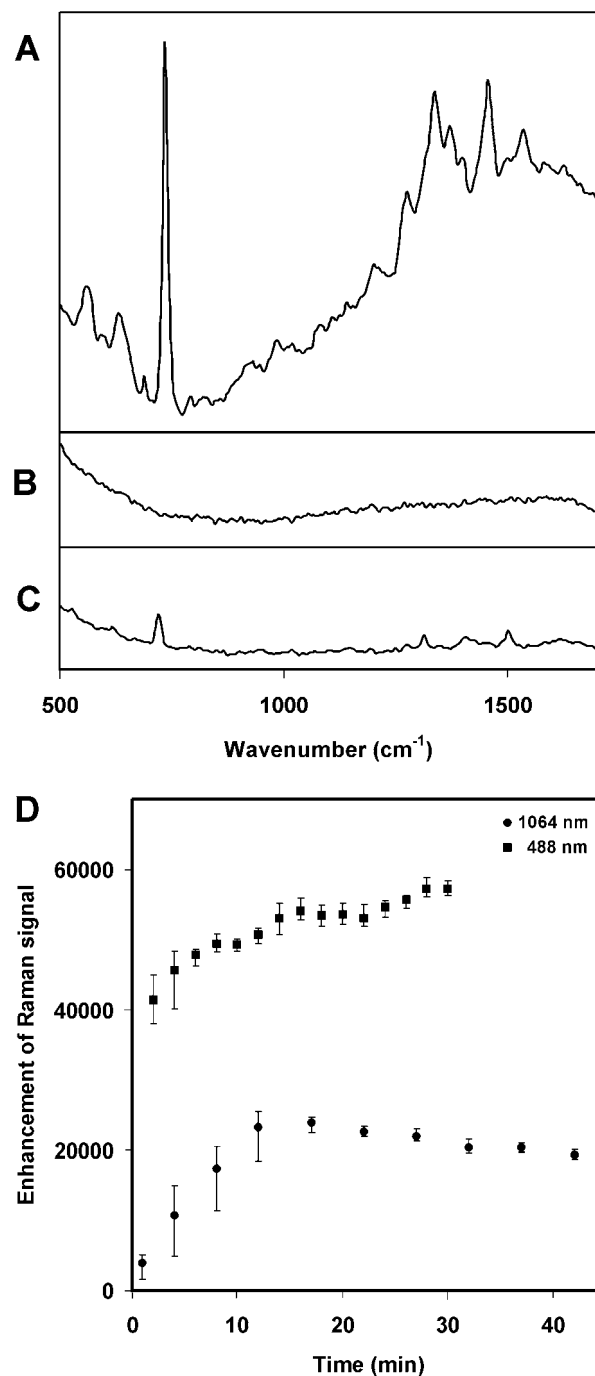 A
B
C
500 1000 1500
Wavenumber (cm⁻¹)
D
1064 nm
488 nm
60000
40000
20000
0
Enhancement of Raman signal
0 10 20 30 40
Time (min)